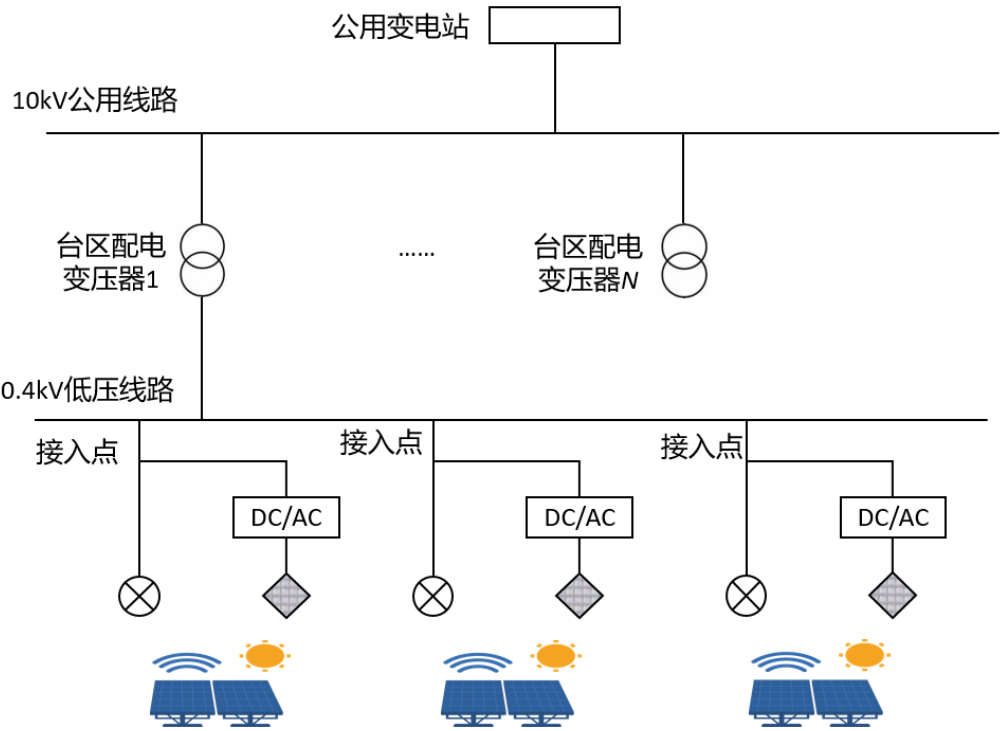 公用变电站
10kV公用线路
台区配电
变压器1
......
台区配电
变压器N
0.4kV低压线路
接入点
接入点
接入点
DC/AC
DC/AC
DC/AC